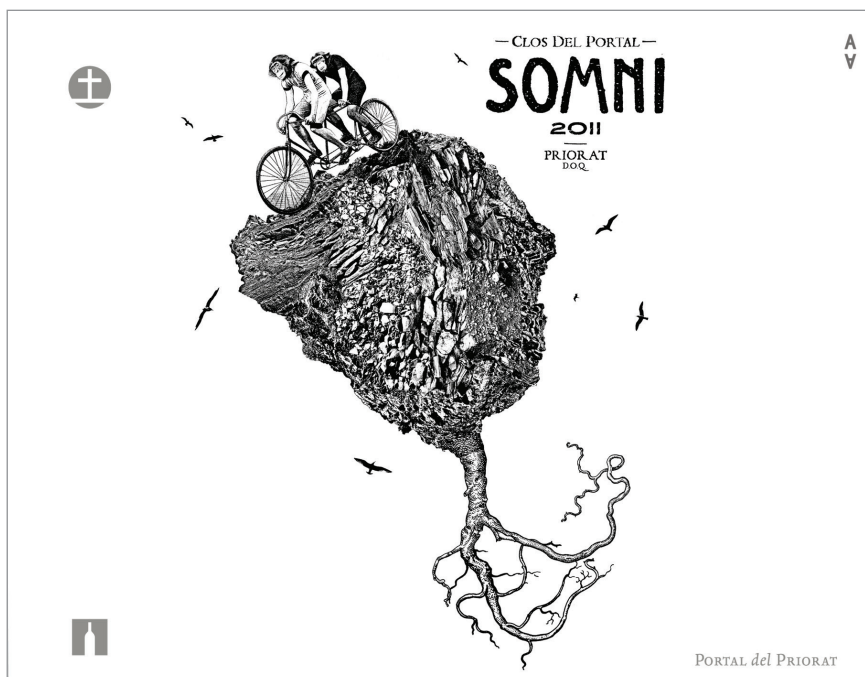 — CLOS DEL PORTAL —
SOMNI
2011
PRIORAT
D.O.Q
A
A
PORTAL del PRIORAT